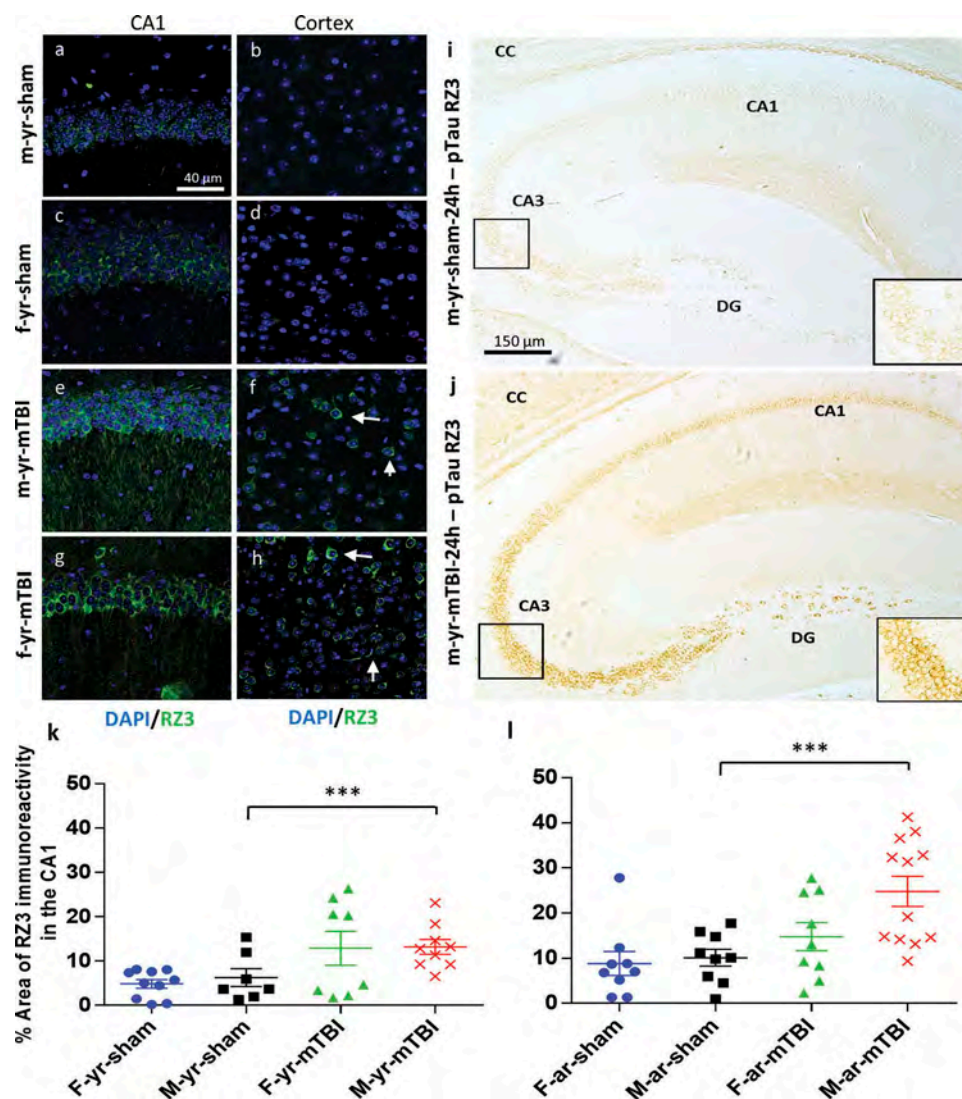 CA1 Cortex
a
b
m-yr-sham
40 µm
c
d
f-yr-sham
e
f
m-yr-mTBI
g
h
f-yr-mTBI
DAPI/RZ3 DAPI/RZ3
i
CC
CA1
CA3
DG
150 µm
m-yr-sham-24h – pTau RZ3
j
CC
CA1
CA3
DG
m-yr-mTBI-24h – pTau RZ3
k
% Area of RZ3 immunoreactivity
in the CA1
50
40
30
20
10
0
***
F-yr-sham
M-yr-sham
F-yr-mTBI
M-yr-mTBI
l
50
40
30
20
10
0
***
F-ar-sham
M-ar-sham
F-ar-mTBI
M-ar-mTBI